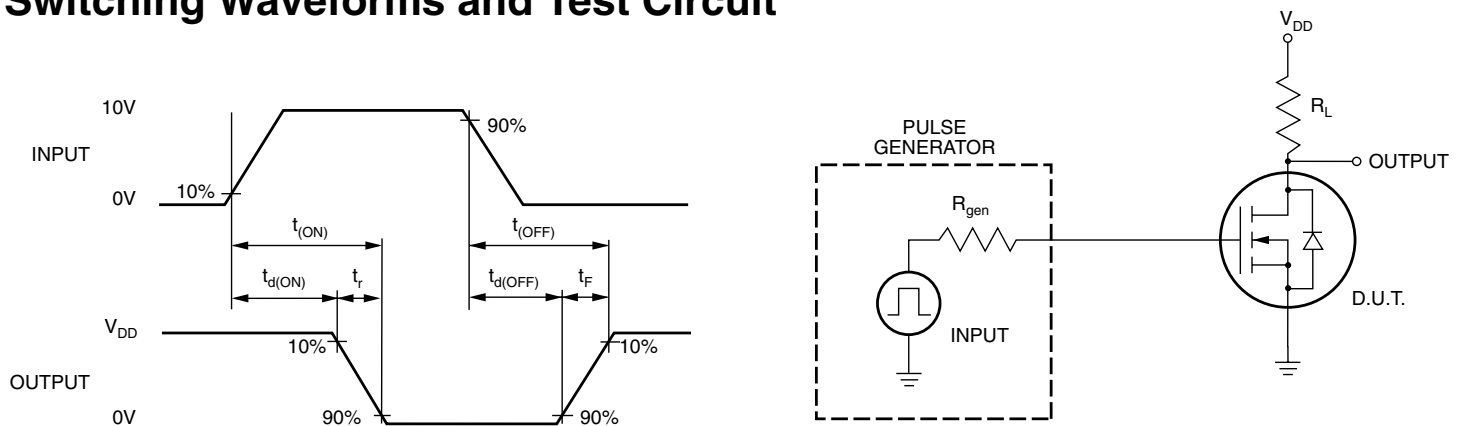 Switching Waveforms and Test Circuit
10V
INPUT
0V
10%
90%
t(ON)
t(OFF)
td(ON)
tr
td(OFF)
tF
VDD
OUTPUT
0V
10%
90%
10%
90%
PULSE
GENERATOR
Rgen
INPUT
VDD
RL
OUTPUT
D.U.T.